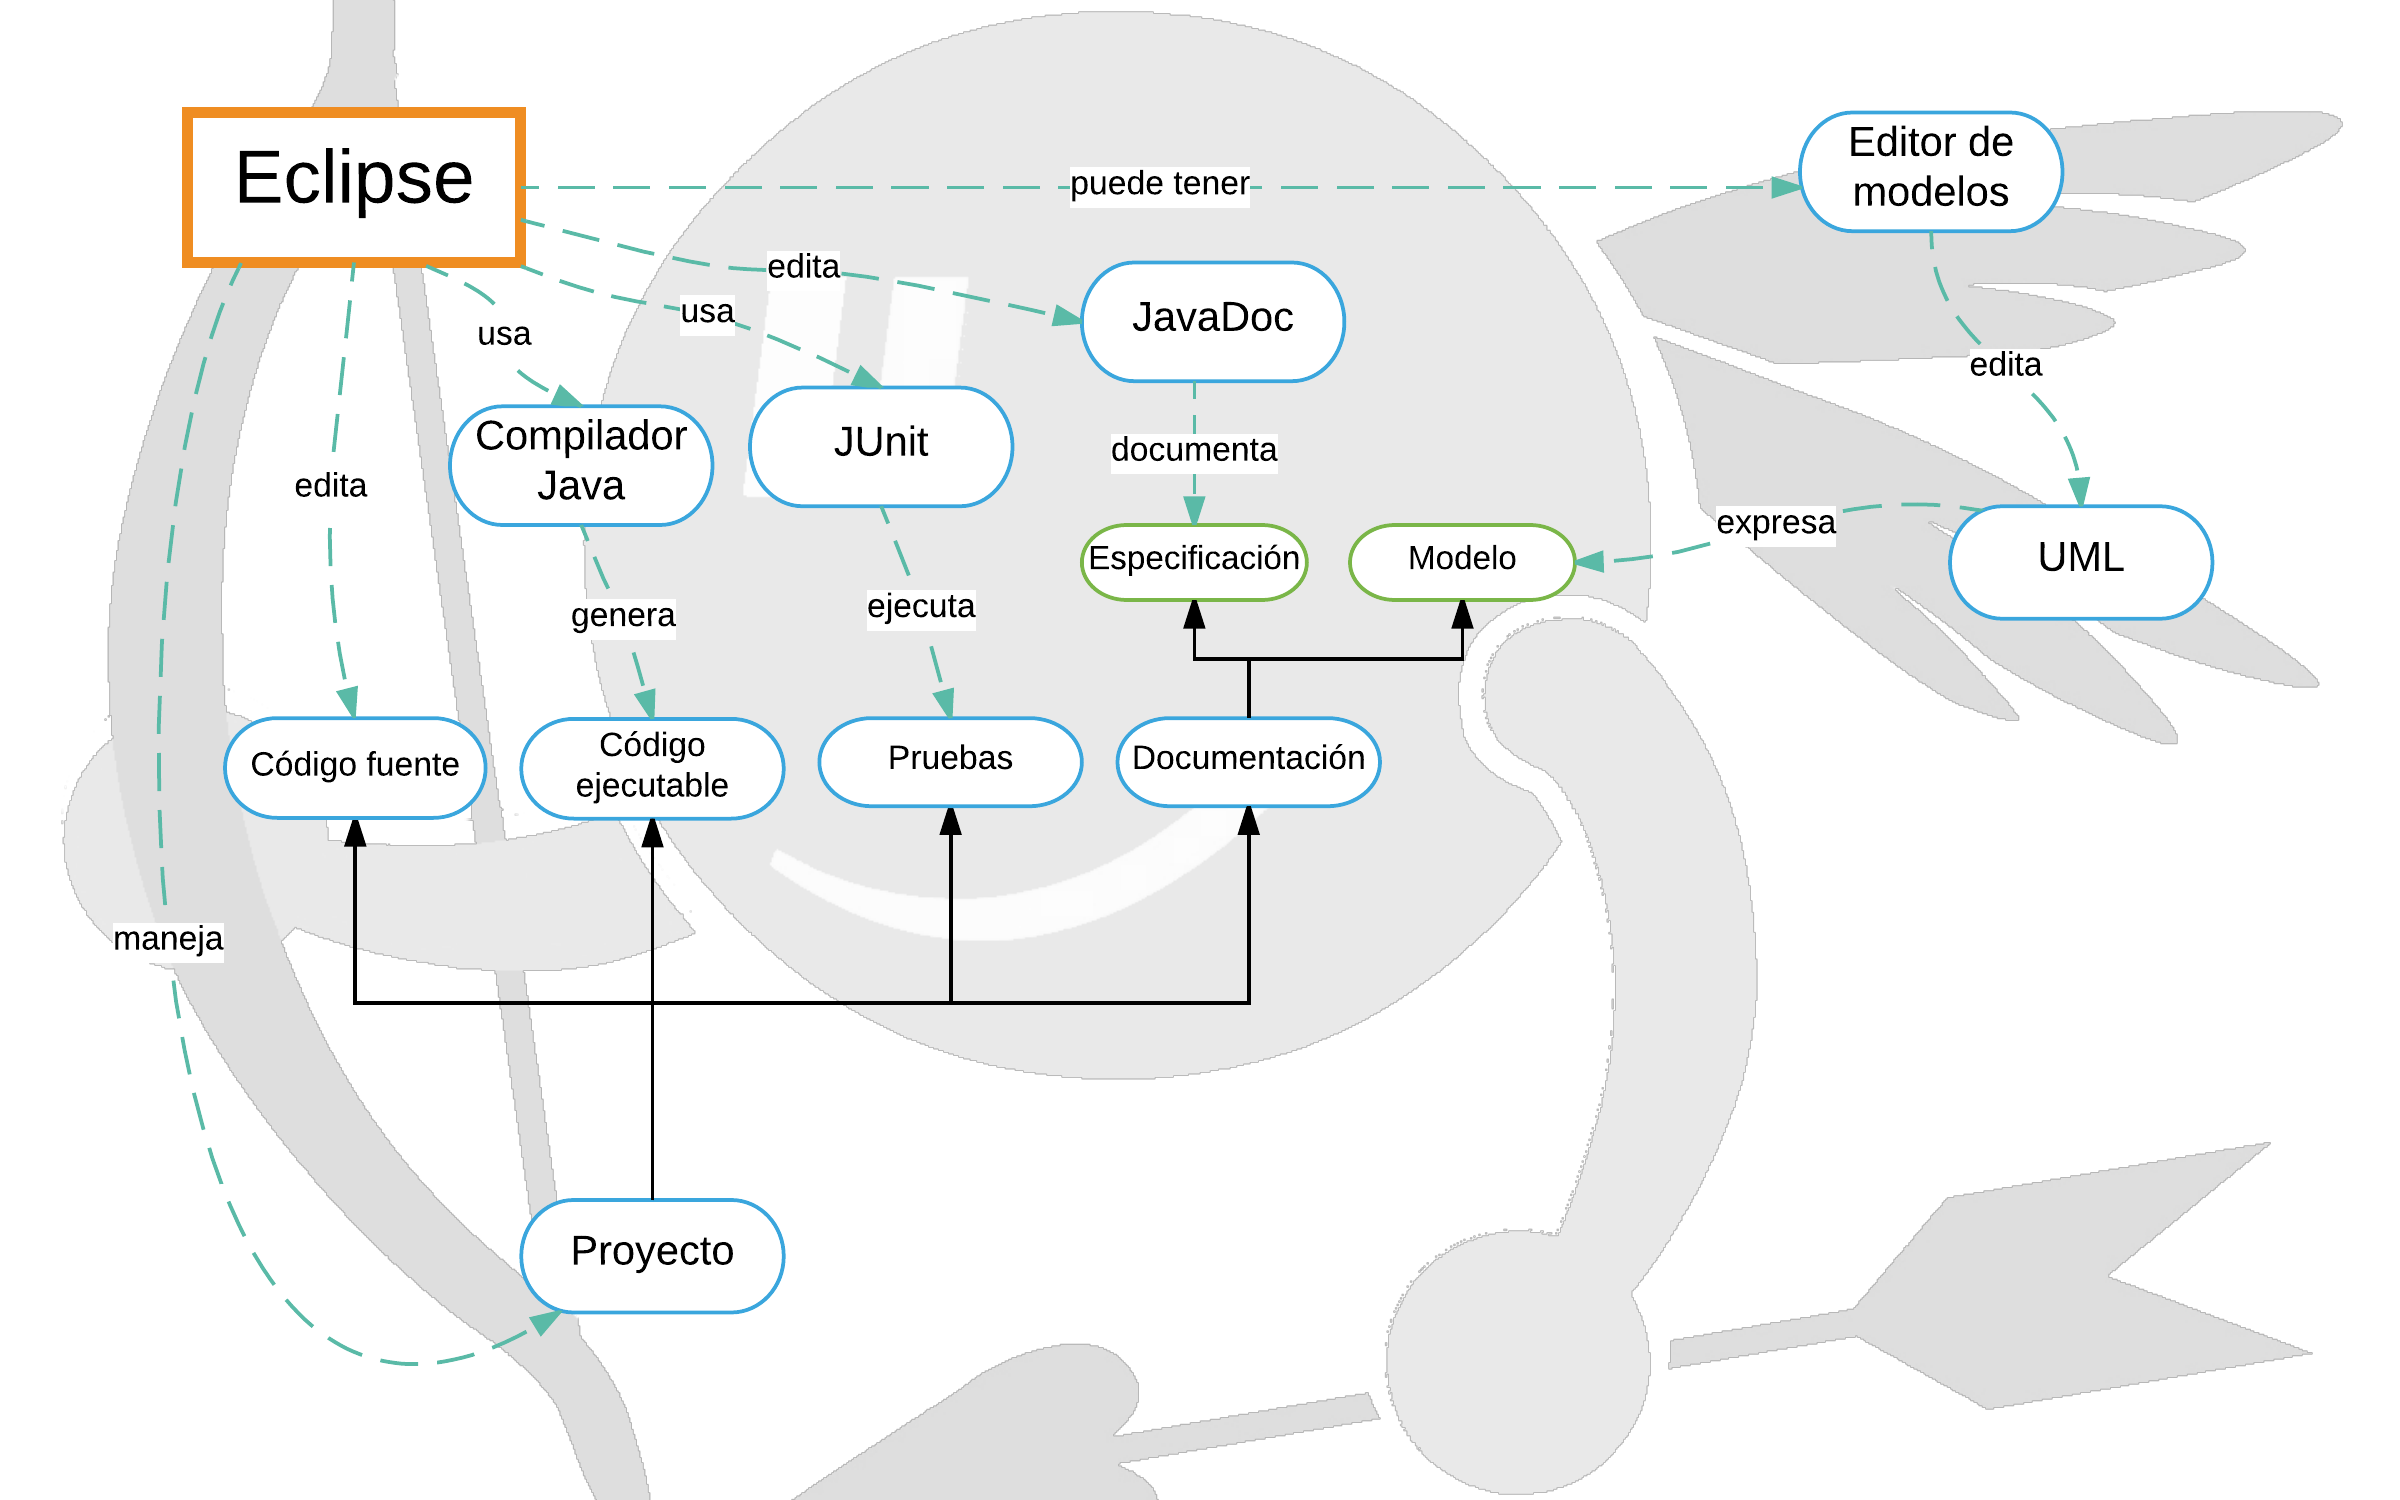 Eclipse
puede tener
Editor de
modelos
edita
usa
usa
JavaDoc
edita
Compilador
Java
JUnit
documenta
edita
expresa
Especificación
Modelo
UML
genera
ejecuta
Código fuente
Código
ejecutable
Pruebas
Documentación
maneja
Proyecto